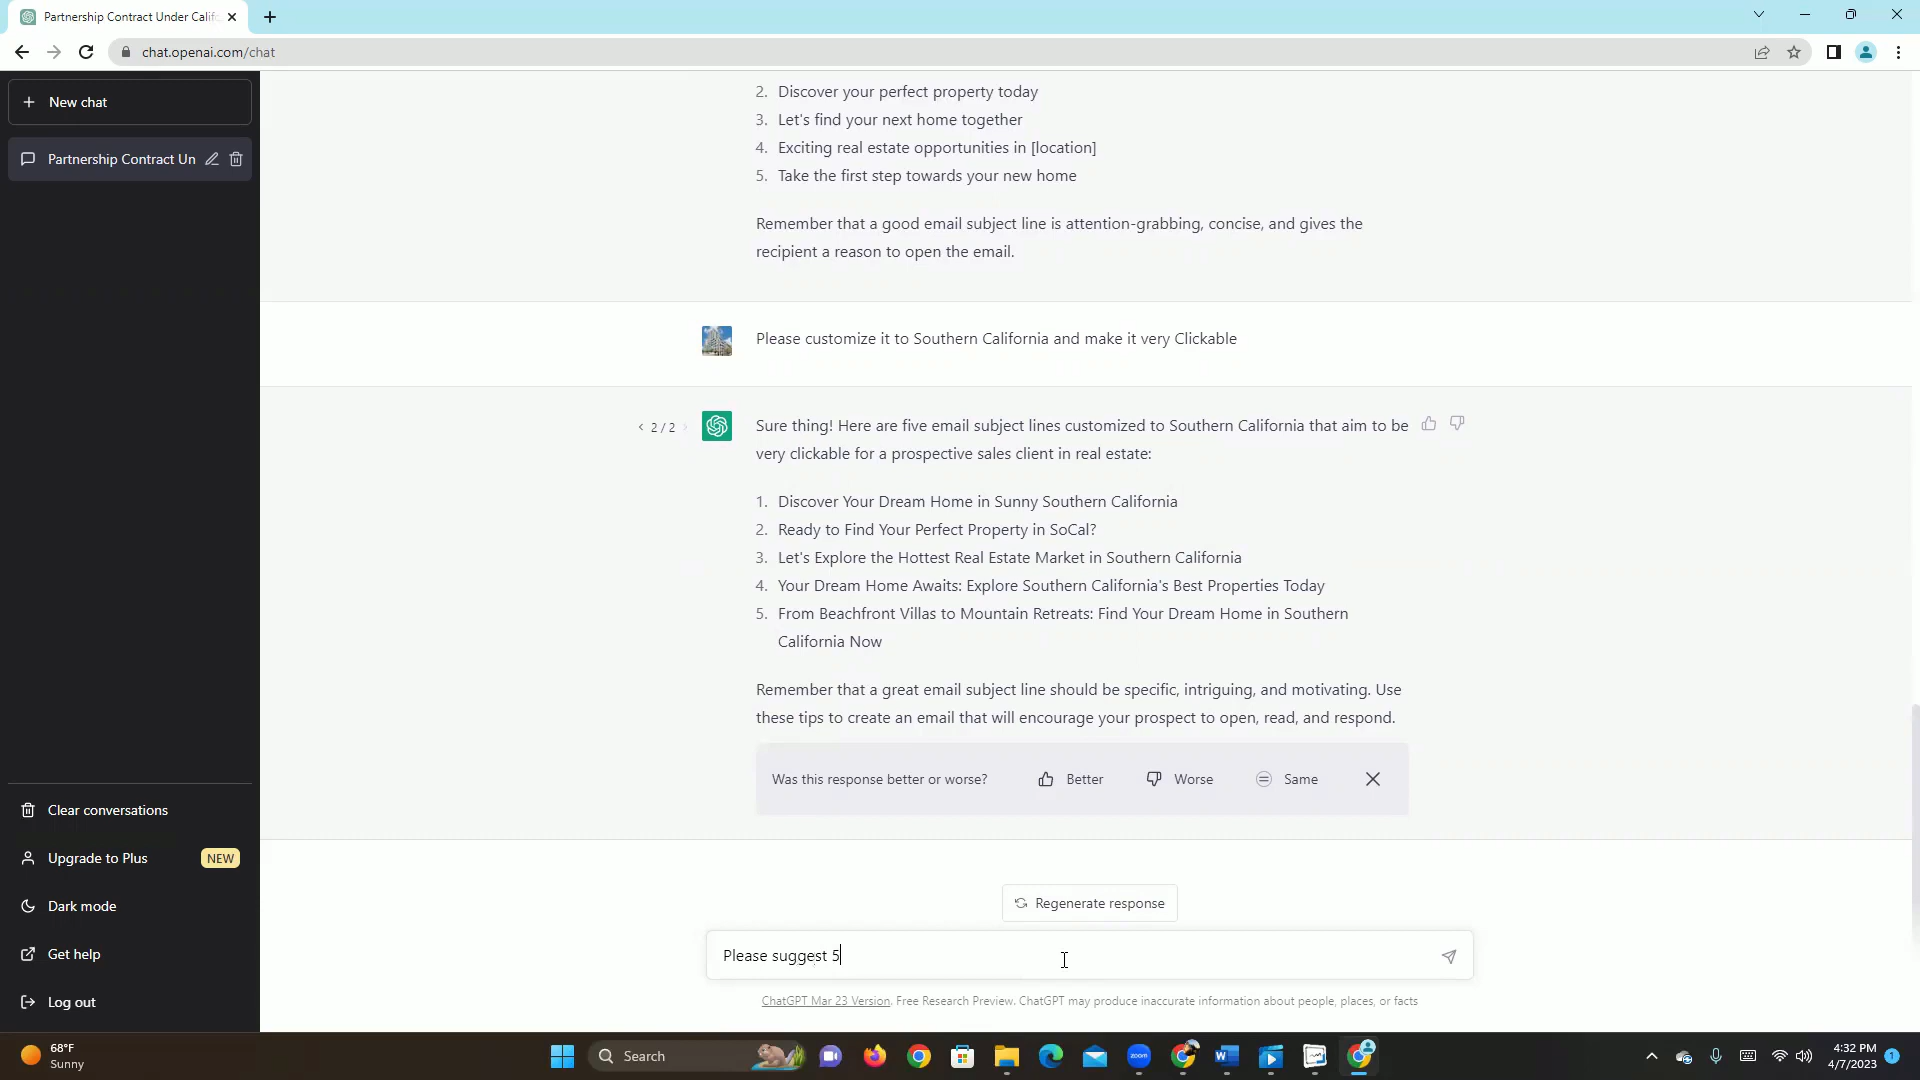 Partnership Contract Under Califo
chat.openai.com/chat
New chat
Partnership Contract Un
2. Discover your perfect property today
3. Let's find your next home together
4. Exciting real estate opportunities in [location]
5. Take the first step towards your new home
Remember that a good email subject line is attention-grabbing, concise, and gives the
recipient a reason to open the email.
Please customize it to Southern California and make it very Clickable
2 / 2
Sure thing! Here are five email subject lines customized to Southern California that aim to be
very clickable for a prospective sales client in real estate:
1. Discover Your Dream Home in Sunny Southern California
2. Ready to Find Your Perfect Property in SoCal?
3. Let's Explore the Hottest Real Estate Market in Southern California
4. Your Dream Home Awaits: Explore Southern California's Best Properties Today
5. From Beachfront Villas to Mountain Retreats: Find Your Dream Home in Southern
California Now
Remember that a great email subject line should be specific, intriguing, and motivating. Use
these tips to create an email that will encourage your prospect to open, read, and respond.
Was this response better or worse? Better Worse Same
Clear conversations
Upgrade to Plus NEW
Dark mode
Get help
Log out
Regenerate response
Please suggest 5
ChatGPT Mar 23 Version. Free Research Preview. ChatGPT may produce inaccurate information about people, places, or facts
68°F
Sunny
Search
zoom
4:32 PM
4/7/2023
1